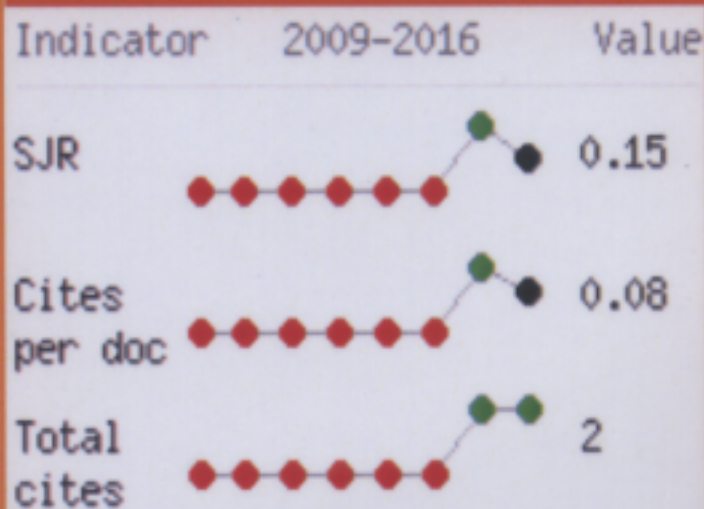 Indicator 2009-2016 Value
SJR 0.15
Cites
per doc 0.08
Total
cites 2